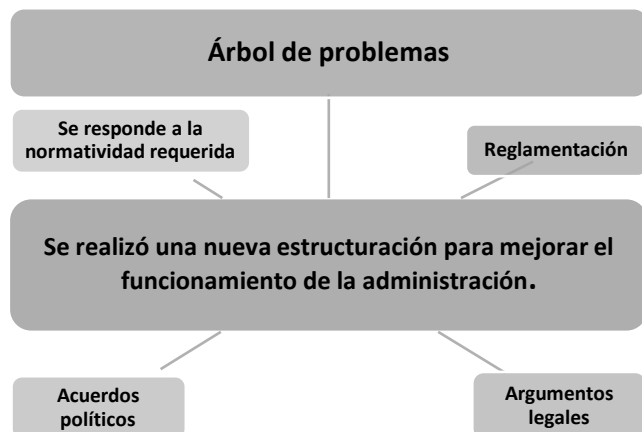 Árbol de problemas
Se responde a la
normatividad requerida
Reglamentación
Se realizó una nueva estructuración para mejorar el
funcionamiento de la administración.
Acuerdos
políticos
Argumentos
legales